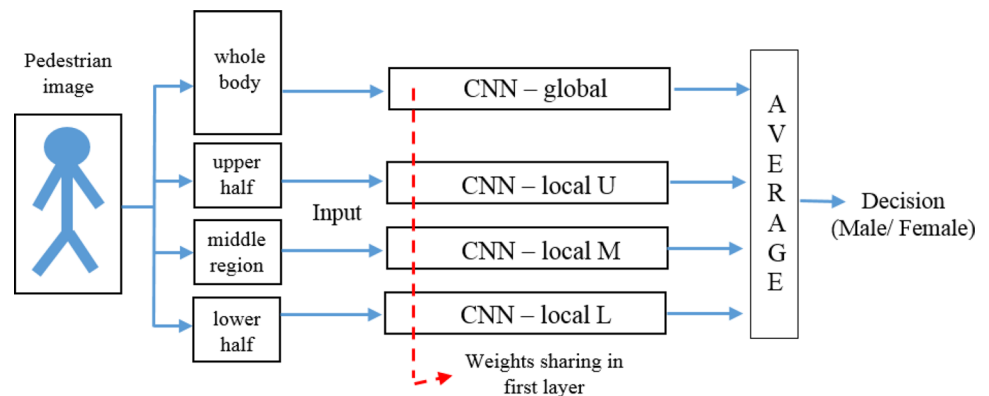 Pedestrian
image
whole
body
upper
half
middle
region
lower
half
Input
CNN – global
CNN – local U
CNN – local M
CNN – local L
Weights sharing in
first layer
A
V
E
R
A
G
E
Decision
(Male/ Female)